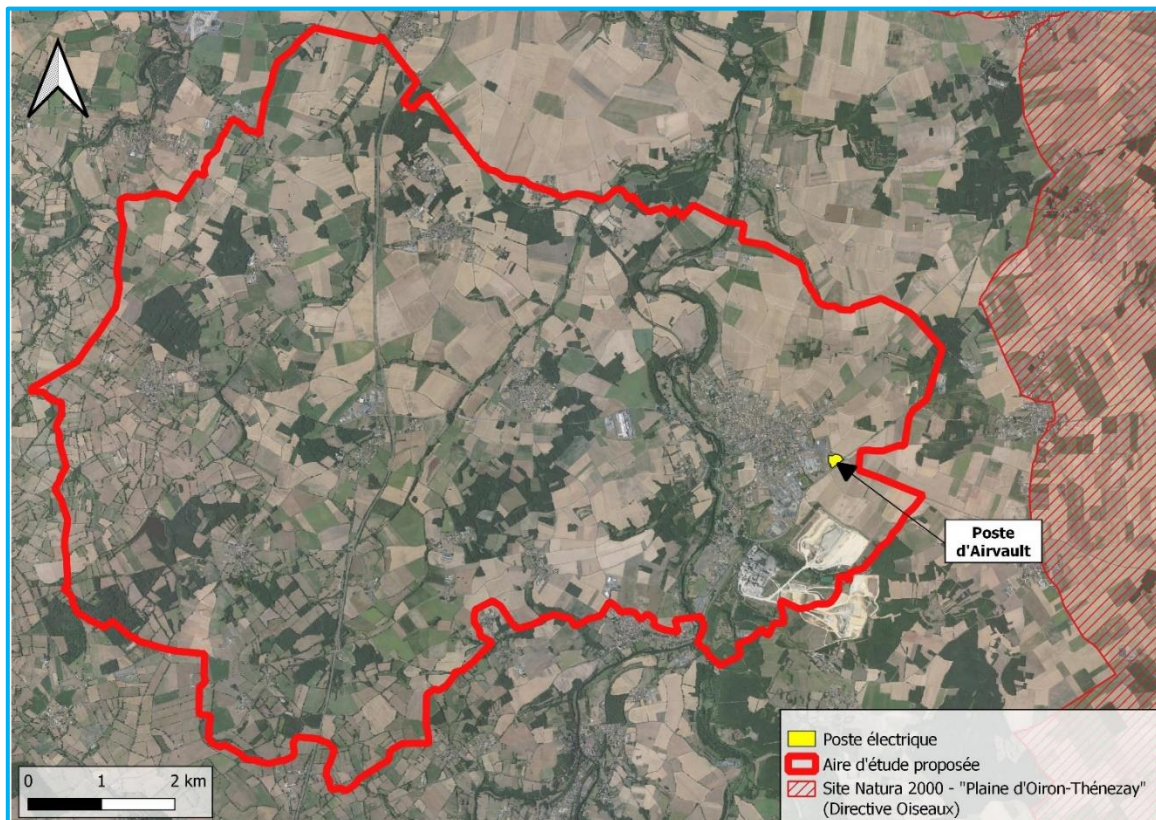 Poste
d'Airvault
0 1 2 km
Poste électrique
Aire d'étude proposée
Site Natura 2000 - "Plaine d'Oiron-Thénezay"
(Directive Oiseaux)